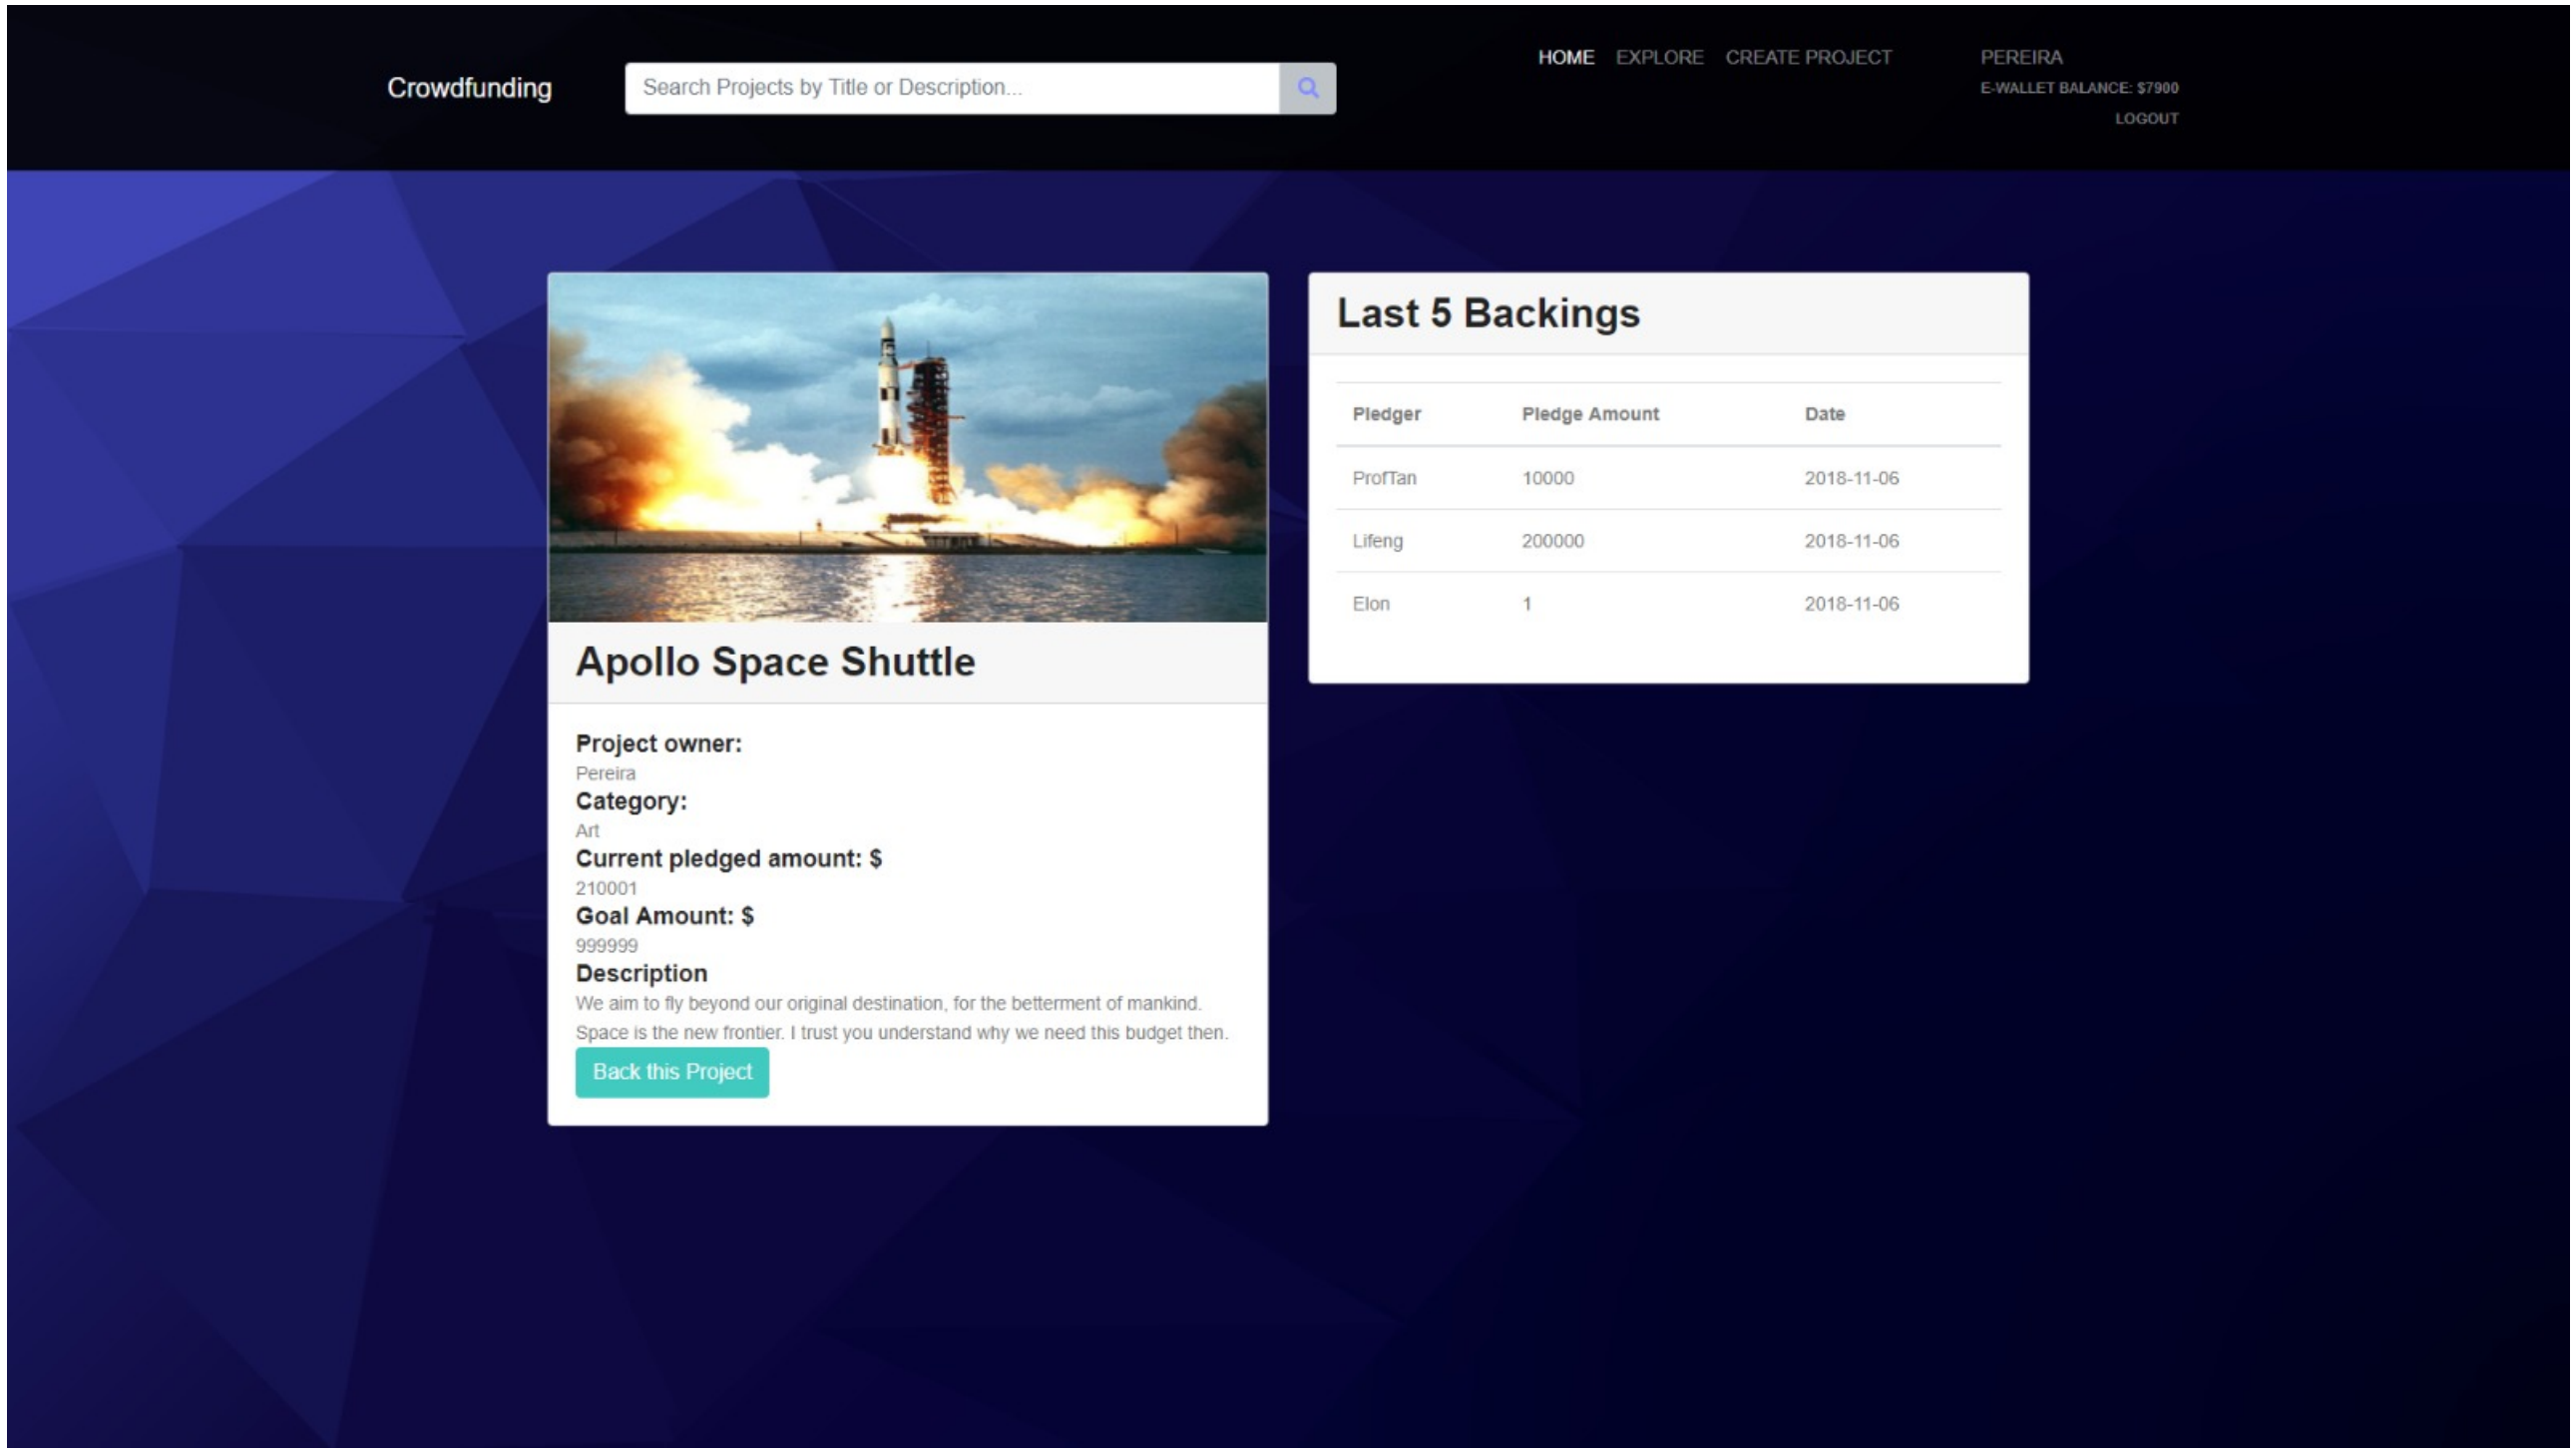 Crowdfunding
Search Projects by Title or Description...
HOME EXPLORE CREATE PROJECT
PEREIRA
E-WALLET BALANCE: $7900
LOGOUT
Apollo Space Shuttle
Project owner:
Pereira
Category:
Art
Current pledged amount: $
210001
Goal Amount: $
999999
Description
We aim to fly beyond our original destination, for the betterment of mankind.
Space is the new frontier. I trust you understand why we need this budget then.
Back this Project
Last 5 Backings
Pledger Pledge Amount Date
ProfTan 10000 2018-11-06
Lifeng 200000 2018-11-06
Elon 1 2018-11-06